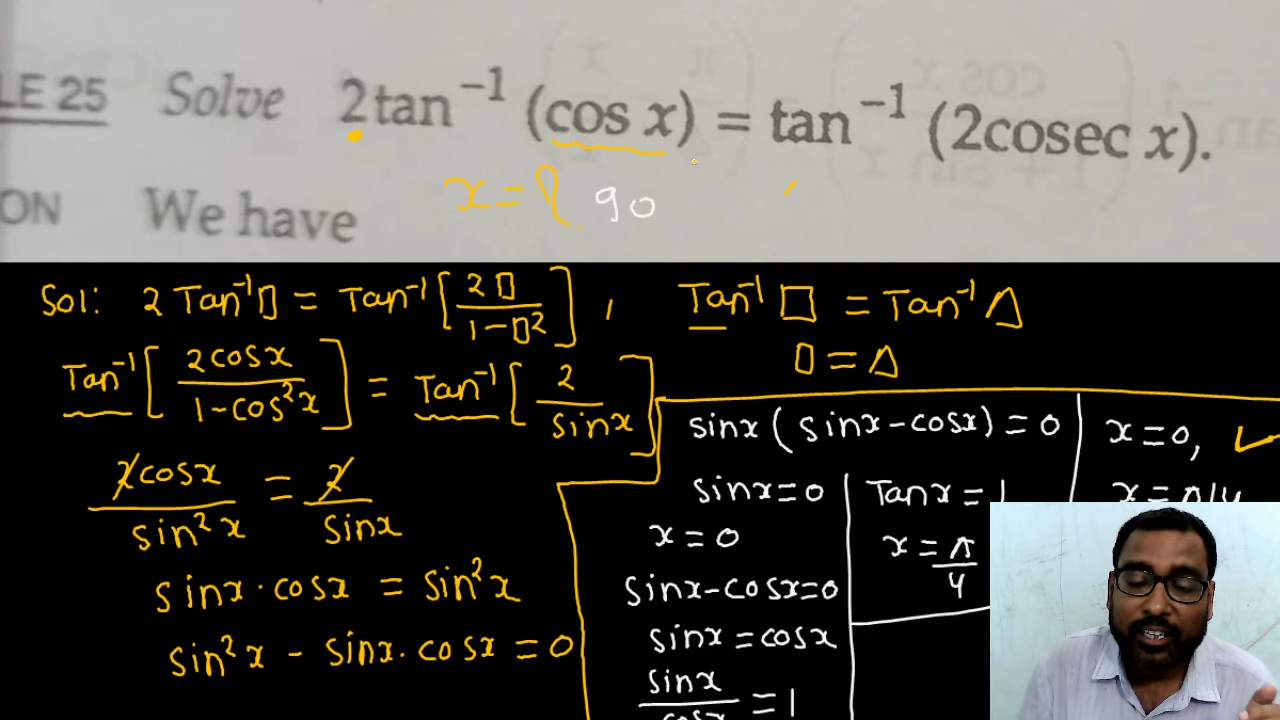 LE 25 Solve 2tan⁻¹ (cos x) = tan⁻¹ (2cosec x).
x = { 90
ON We have
Sol: 2 Tan⁻¹□ = Tan⁻¹[2□/1-□²], Tan⁻¹□ = Tan⁻¹Δ
□ = Δ
Tan⁻¹[2cosx/1-cos²x] = Tan⁻¹[2/sinx]
2cosx/sin²x = 2/sinx
sinx·cosx = sin²x
sin²x - sinx·cosx = 0
sinx(sinx-cosx)=0
sinx=0
x=0
sinx-cosx=0
sinx=cosx
sinx/cosx=1
Tanx=1
x=π/4
x=0, ✓
x=π/4